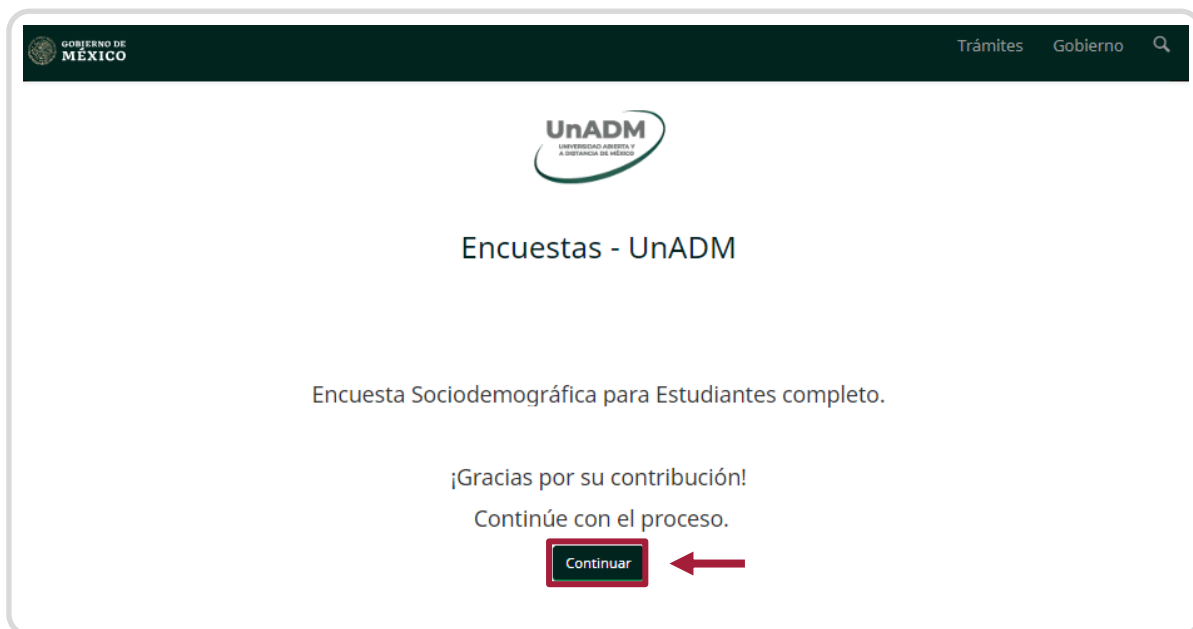 GOBIERNO DE
MÉXICO
Trámites Gobierno
UnADM
UNIVERSIDAD ABIERTA Y
A DISTANCIA DE MÉXICO
Encuestas - UnADM
Encuesta Sociodemográfica para Estudiantes completo.
¡Gracias por su contribución!
Continúe con el proceso.
Continuar